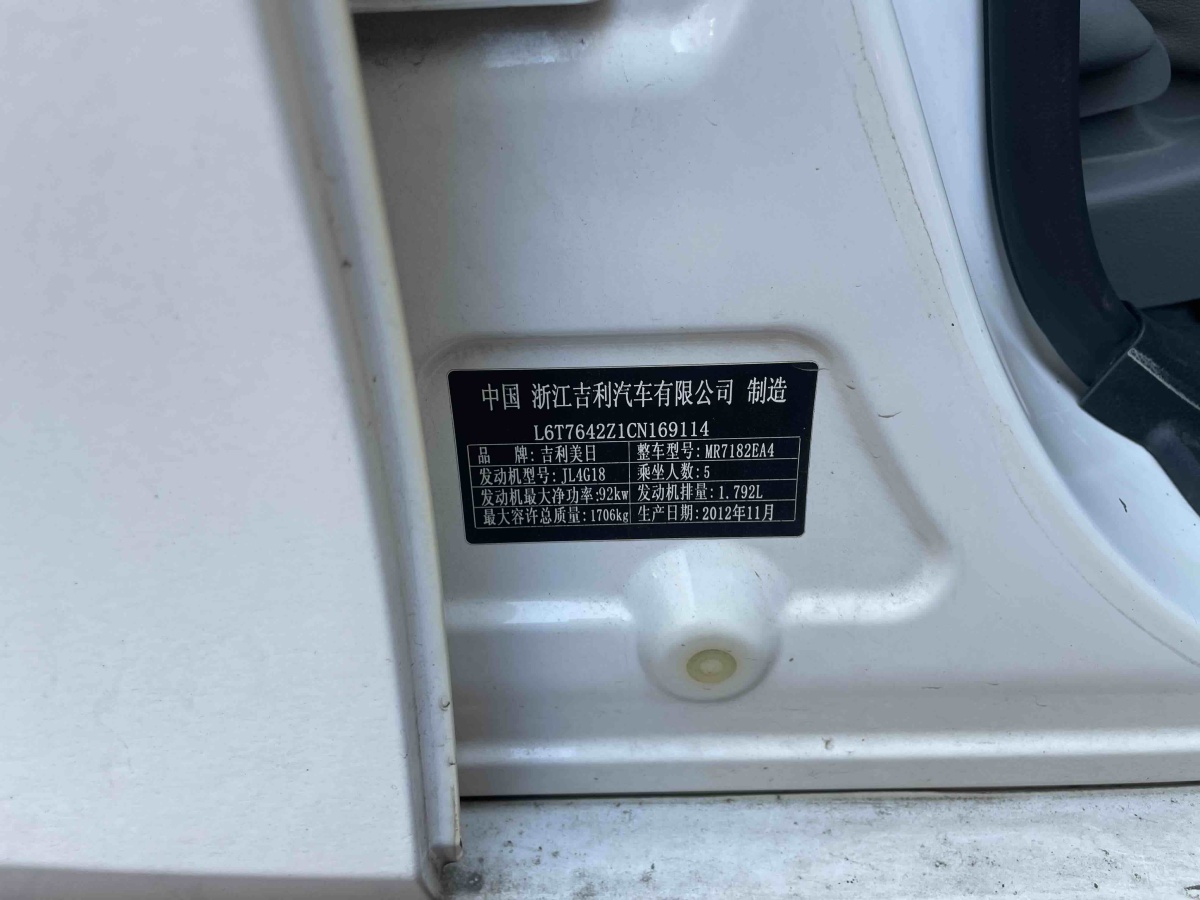 中国 浙江吉利汽车有限公司 制造
L6T7642Z1CN169114
品 牌:吉利美日 整车型号:MR7182EA4
发动机型号:JL4G18 乘坐人数:5
发动机最大净功率:92kw 发动机排量:1.792L
最大容许总质量:1706kg 生产日期:2012年11月